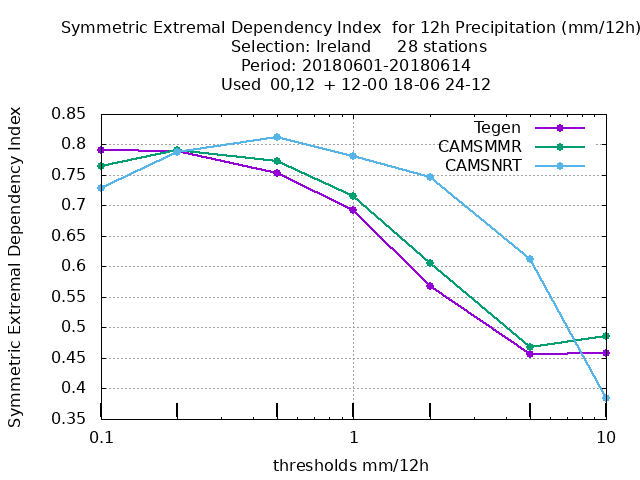 Symmetric Extremal Dependency Index  for 12h Precipitation (mm/12h)
Selection: Ireland     28 stations
Period: 20180601-20180614
Used  00,12  + 12-00 18-06 24-12
Symmetric Extremal Dependency Index
0.85
0.8
0.75
0.7
0.65
0.6
0.55
0.5
0.45
0.4
0.35
Tegen
CAMSMMR
CAMSNRT
0.1
1
10
thresholds mm/12h